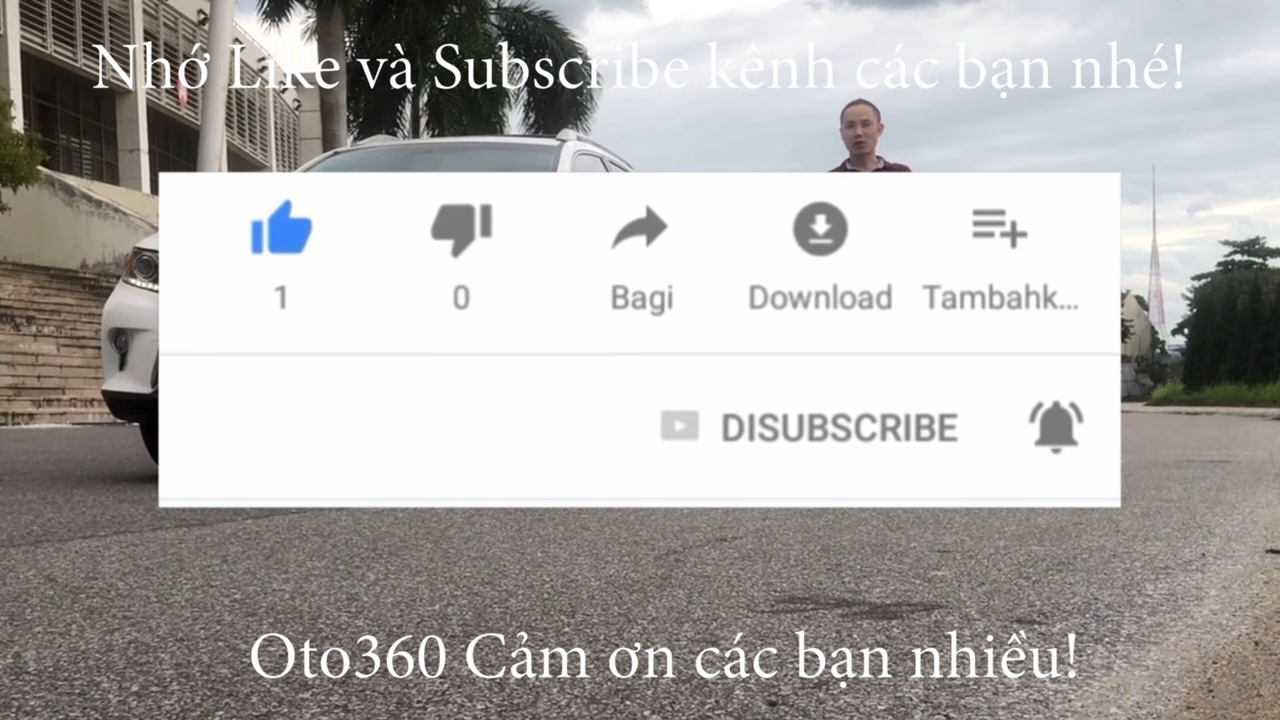 Nhớ Like và Subscribe kênh các bạn nhé!
1 0 Bagi Download Tambahk...
DISUBSCRIBE
Oto360 Cảm ơn các bạn nhiều!